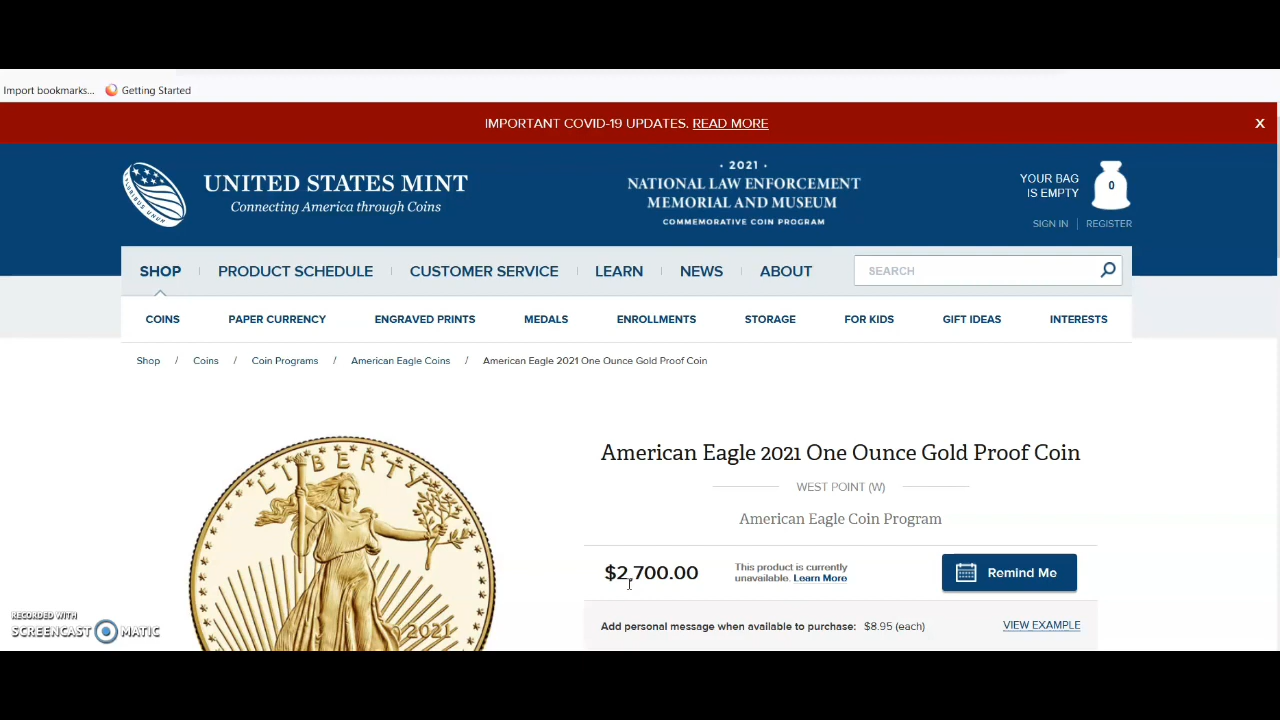 Import bookmarks... Getting Started
IMPORTANT COVID-19 UPDATES. READ MORE X
UNITED STATES MINT
Connecting America through Coins
· 2021 ·
NATIONAL LAW ENFORCEMENT
MEMORIAL AND MUSEUM
COMMEMORATIVE COIN PROGRAM
YOUR BAG
IS EMPTY
0
SIGN IN | REGISTER
SHOP PRODUCT SCHEDULE CUSTOMER SERVICE LEARN NEWS ABOUT SEARCH
COINS PAPER CURRENCY ENGRAVED PRINTS MEDALS ENROLLMENTS STORAGE FOR KIDS GIFT IDEAS INTERESTS
Shop / Coins / Coin Programs / American Eagle Coins / American Eagle 2021 One Ounce Gold Proof Coin
LIBERTY
2021
American Eagle 2021 One Ounce Gold Proof Coin
WEST POINT (W)
American Eagle Coin Program
$2,700.00
This product is currently
unavailable. Learn More
Remind Me
Add personal message when available to purchase: $8.95 (each) VIEW EXAMPLE
RECORDED WITH
SCREENCAST MATIC